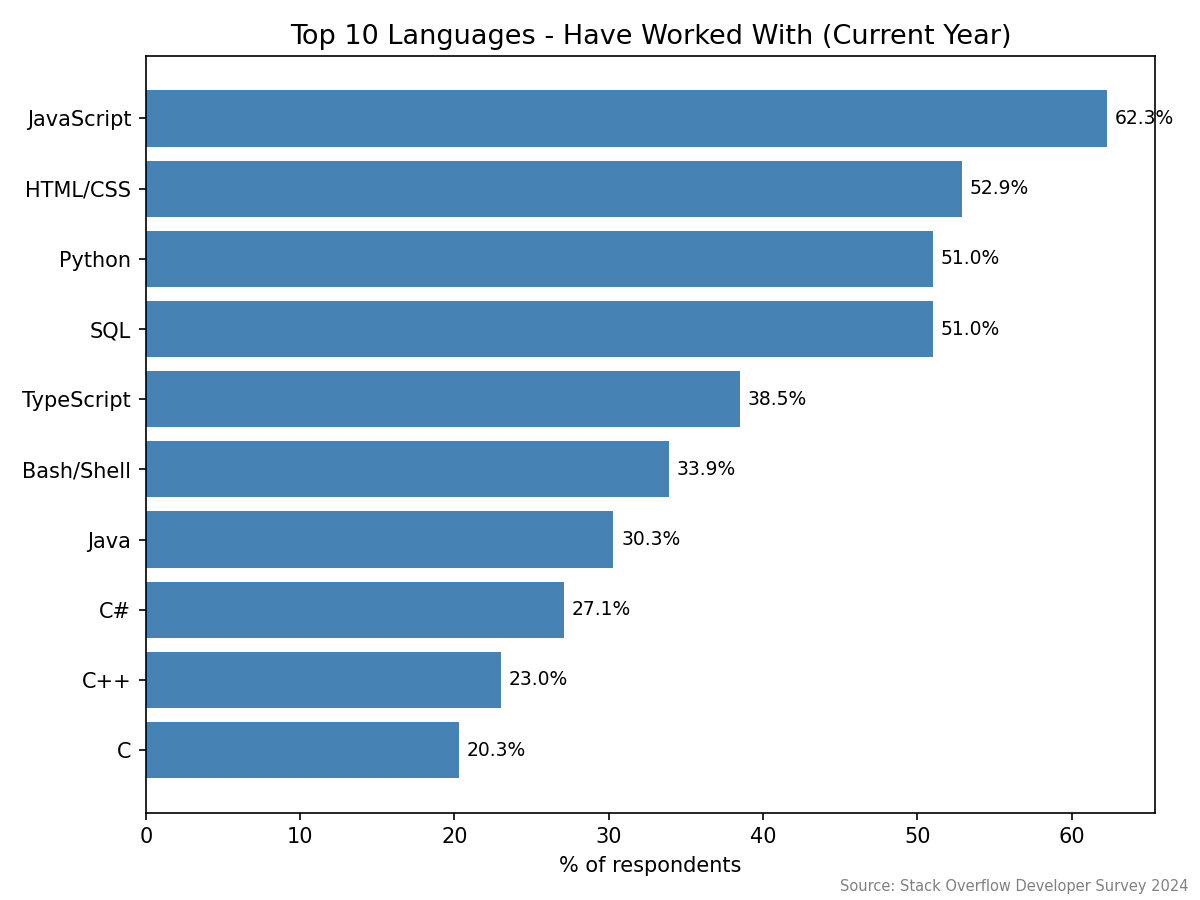 Top 10 Languages - Have Worked With (Current Year)
JavaScript 62.3%
HTML/CSS 52.9%
Python 51.0%
SQL 51.0%
TypeScript 38.5%
Bash/Shell 33.9%
Java 30.3%
C# 27.1%
C++ 23.0%
C 20.3%
0 10 20 30 40 50 60
% of respondents
Source: Stack Overflow Developer Survey 2024